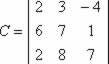 C = | 2 3 −4 |
| 6 7 1 |
| 2 8 7 |